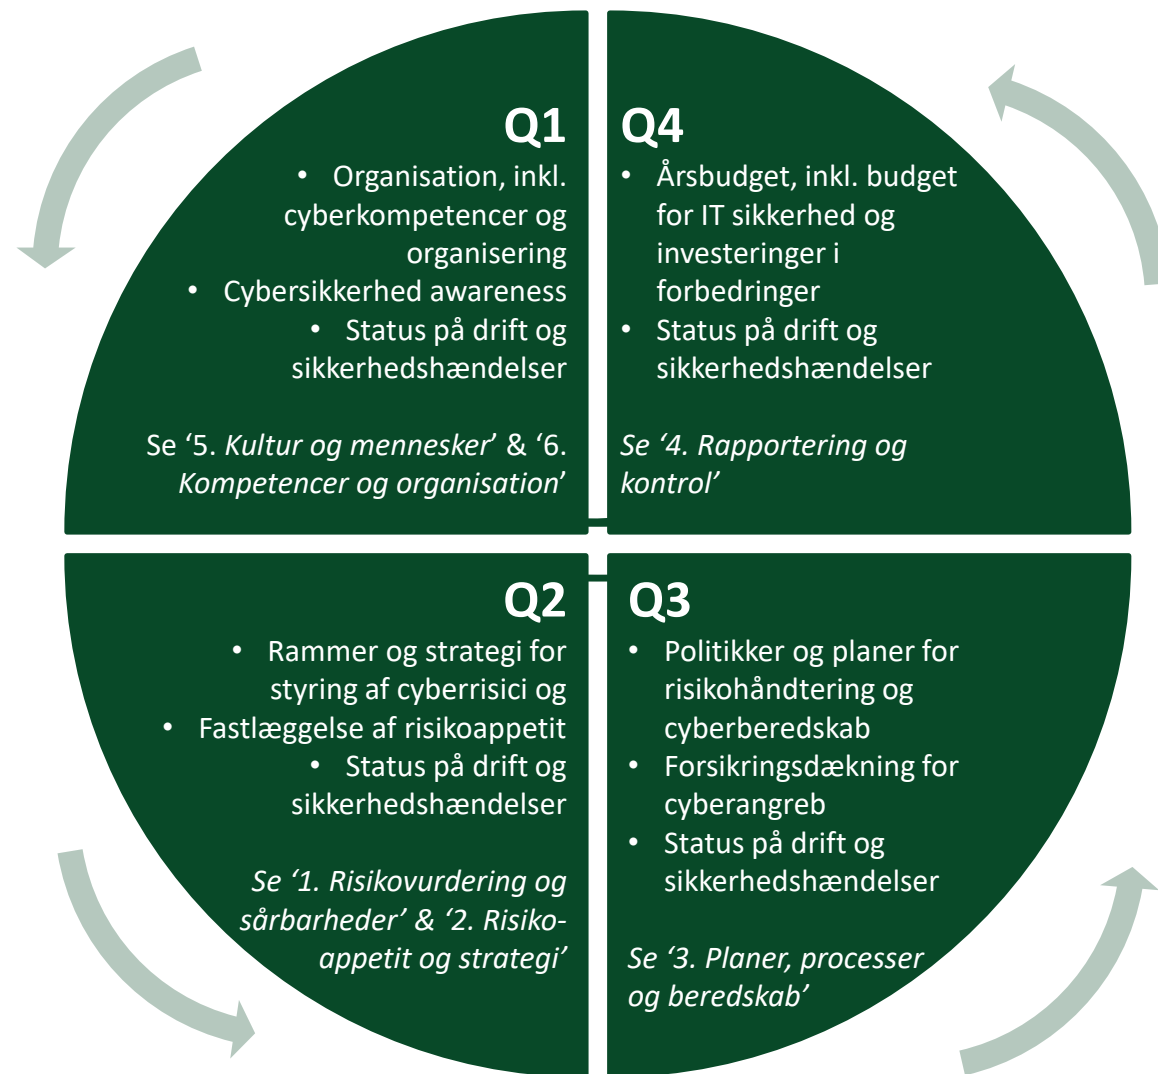 Q1
• Organisation, inkl.
cyberkompetencer og
organisering
• Cybersikkerhed awareness
• Status på drift og
sikkerhedshændelser
Se ‘5. Kultur og mennesker’ & ‘6.
Kompetencer og organisation’
Q4
• Årsbudget, inkl. budget
for IT sikkerhed og
investeringer i
forbedringer
• Status på drift og
sikkerhedshændelser
Se ‘4. Rapportering og
kontrol’
Q2
• Rammer og strategi for
styring af cyberrisici og
• Fastlæggelse af risikoappetit
• Status på drift og
sikkerhedshændelser
Se ‘1. Risikovurdering og
sårbarheder’ & ‘2. Risiko-
appetit og strategi’
Q3
• Politikker og planer for
risikohåndtering og
cyberberedskab
• Forsikringsdækning for
cyberangreb
• Status på drift og
sikkerhedshændelser
Se ‘3. Planer, processer
og beredskab’